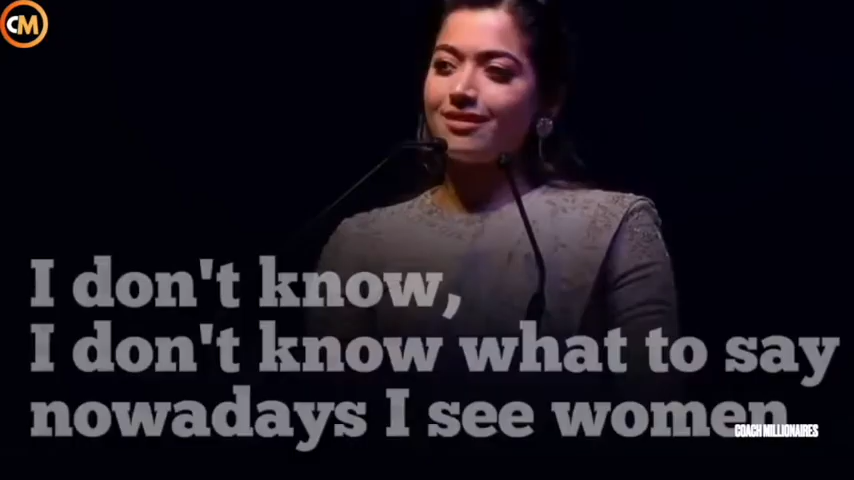 CM
I don't know,
I don't know what to say
nowadays I see women
COACH MILLIONAIRES